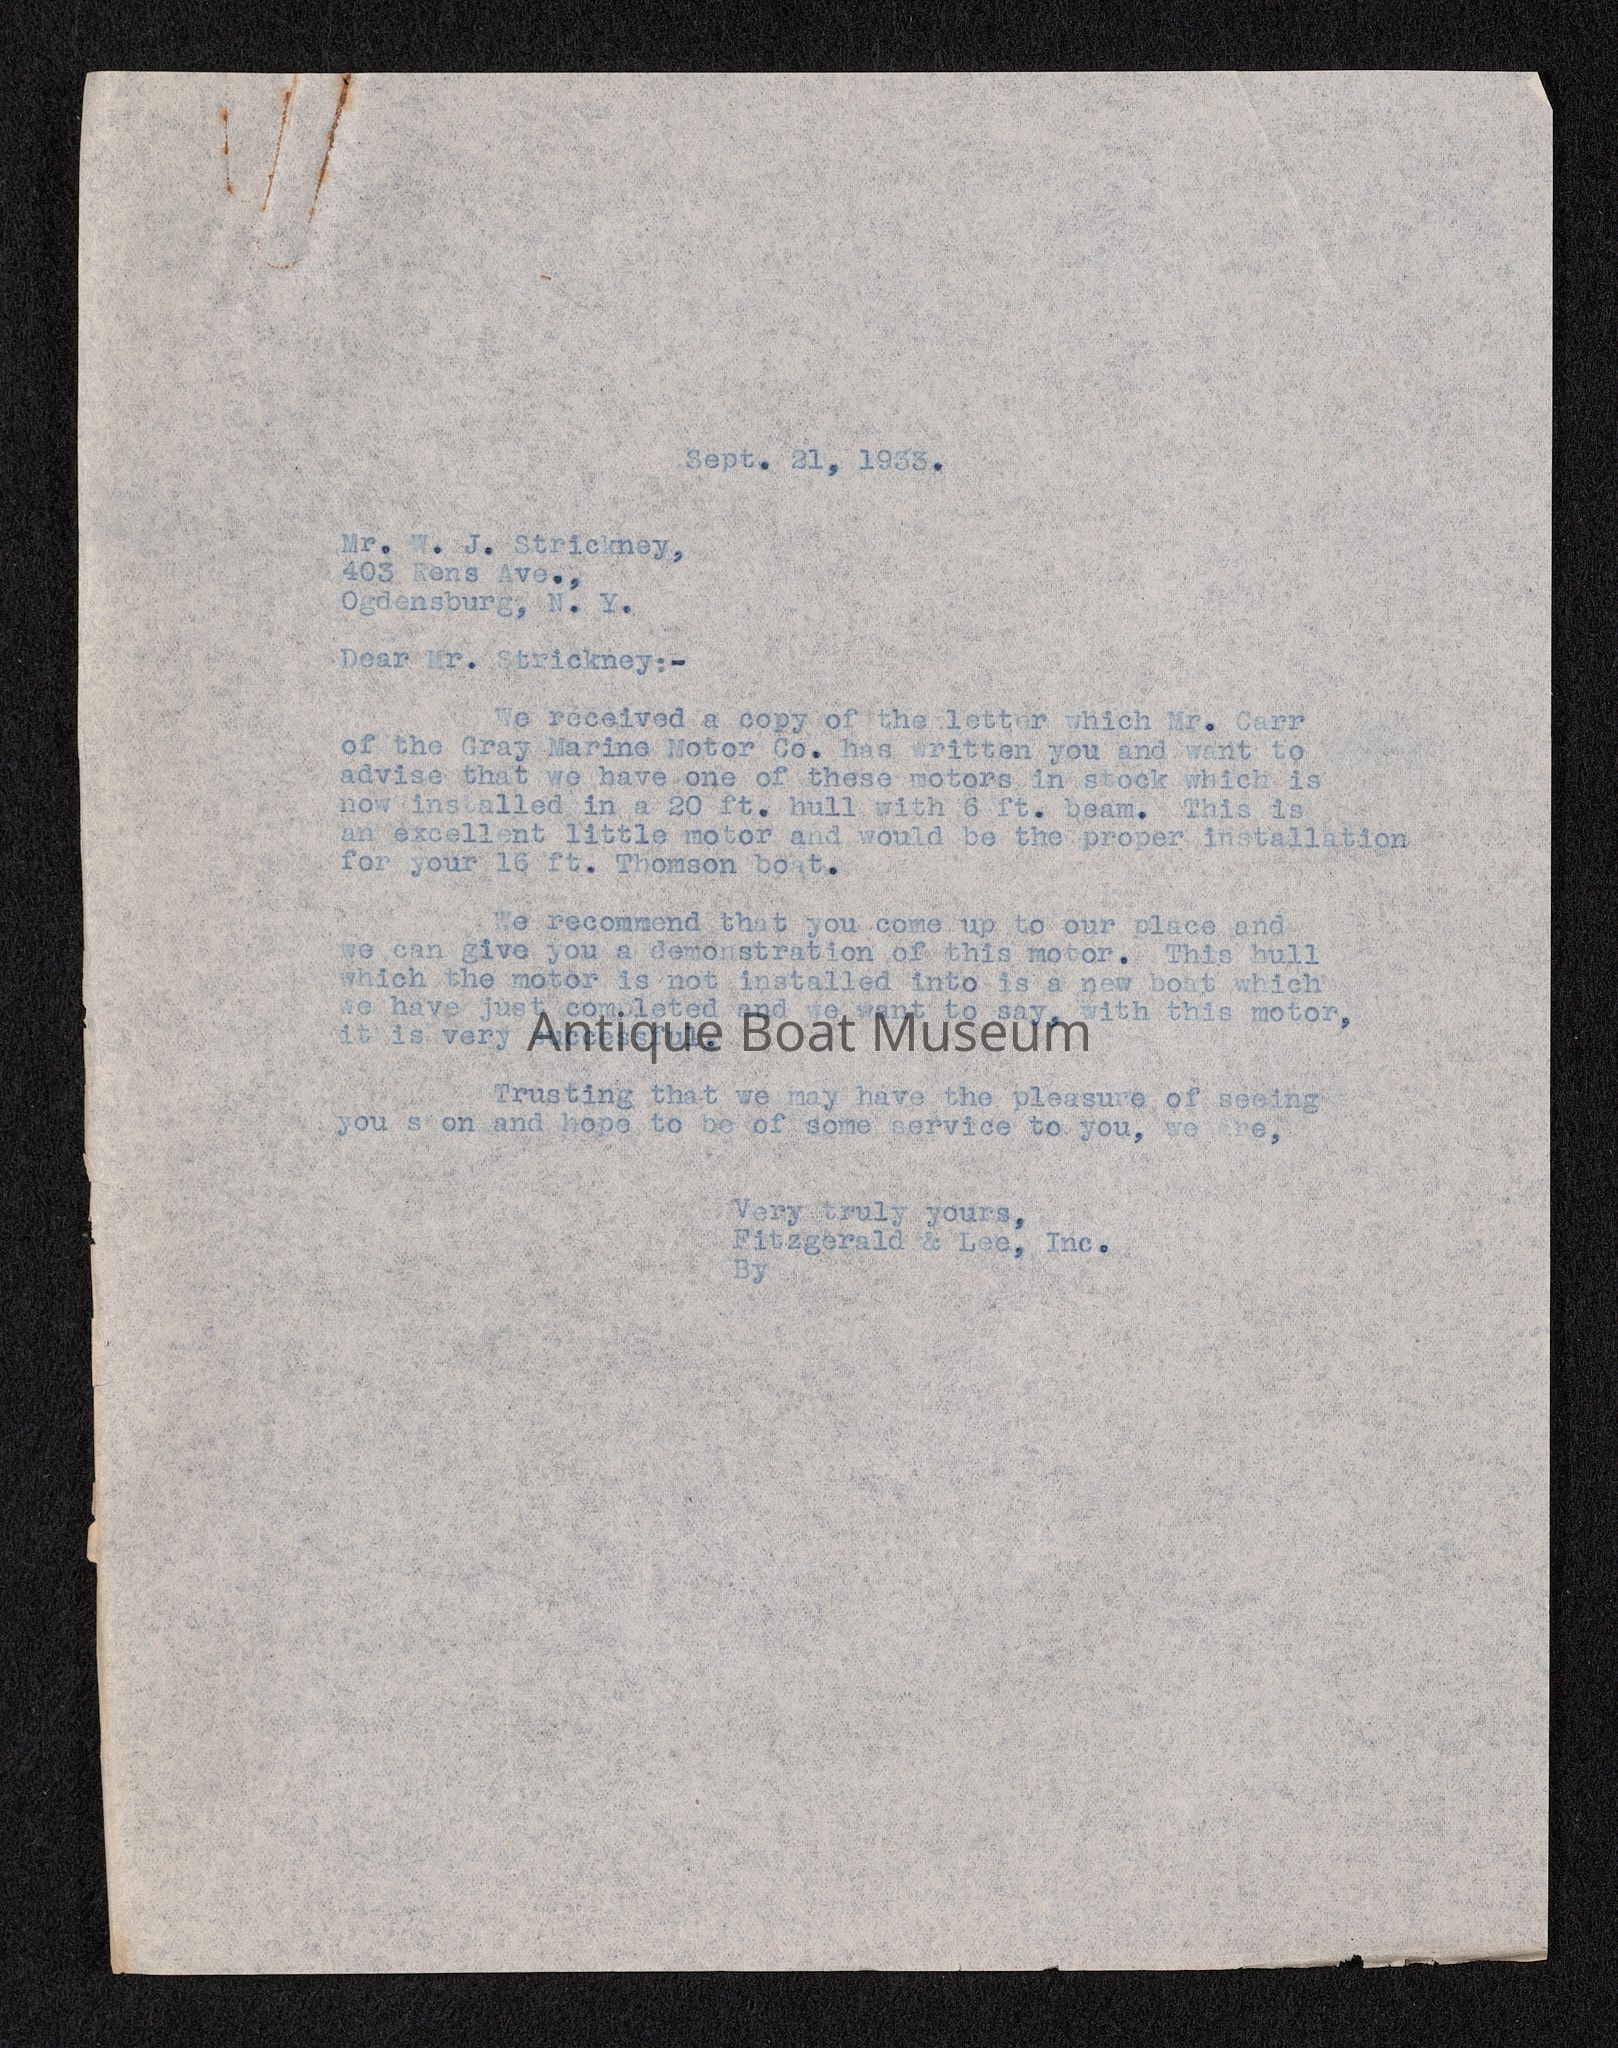 Sept. 21, 1933.
Mr. W. J. Strickney,
403 Rens Ave.,
Ogdensburg, N. Y.
Dear Mr. Strickney:-
We received a copy of the letter which Mr. Carr
of the Gray Marine Motor Co. has written you and want to
advise that we have one of these motors in stock which is
now installed in a 20 ft. hull with 6 ft. beam. This is
an excellent little motor and would be the proper installation
for your 16 ft. Thomson boat.
We recommend that you come up to our place and
we can give you a demonstration of this motor. This hull
which the motor is not installed into is a new boat which
we have just completed and we want to say, with this motor,
it is very successful.
Antique Boat Museum
Trusting that we may have the pleasure of seeing
you soon and hope to be of some service to you, we are,
Very truly yours,
Fitzgerald & Lee, Inc.
By